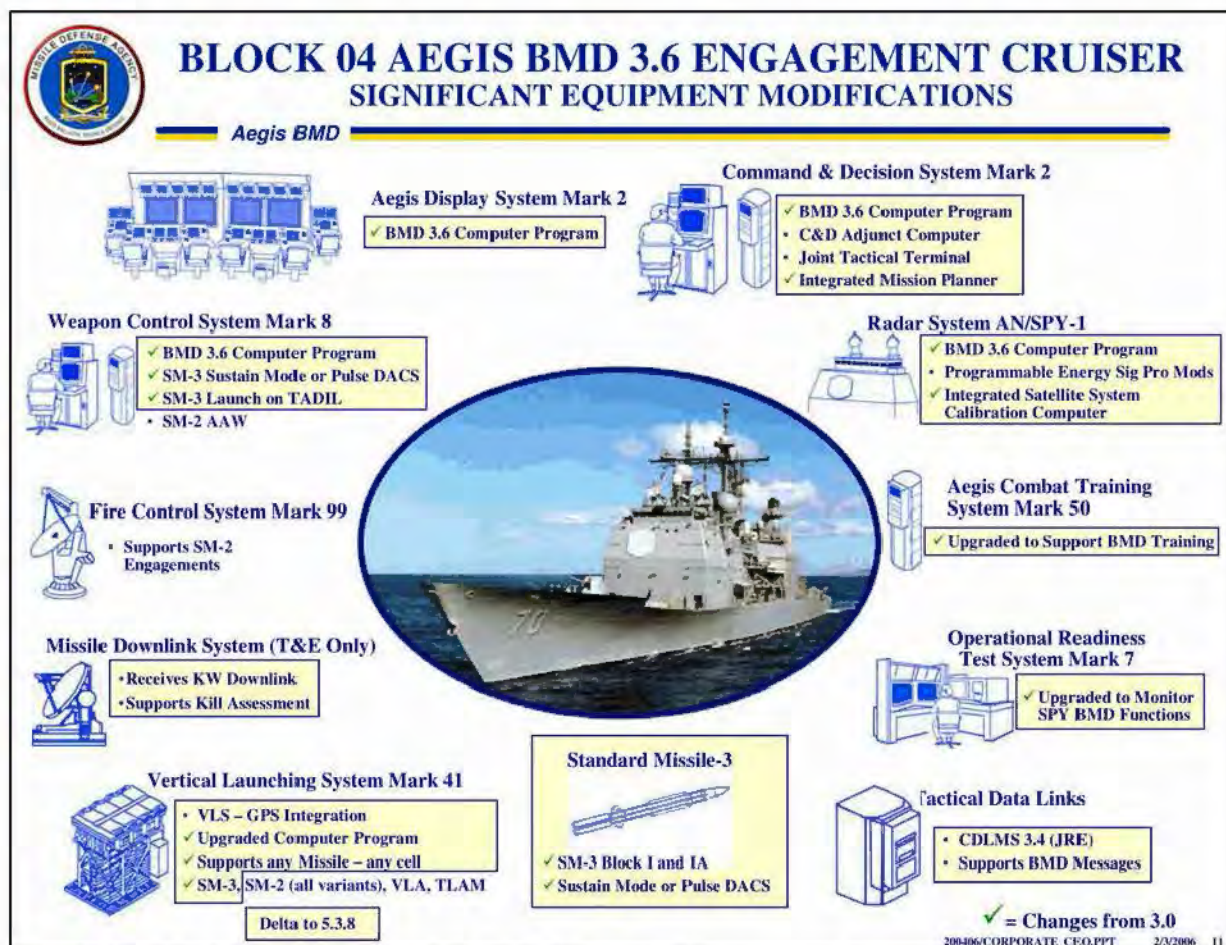 MISSILE DEFENSE AGENCY
BLOCK 04 AEGIS BMD 3.6 ENGAGEMENT CRUISER
SIGNIFICANT EQUIPMENT MODIFICATIONS
Aegis BMD
Aegis Display System Mark 2
✓ BMD 3.6 Computer Program
Command & Decision System Mark 2
✓ BMD 3.6 Computer Program
• C&D Adjunct Computer
• Joint Tactical Terminal
✓ Integrated Mission Planner
Weapon Control System Mark 8
✓ BMD 3.6 Computer Program
✓ SM-3 Sustain Mode or Pulse DACS
✓ SM-3 Launch on TADIL
• SM-2 AAW
Radar System AN/SPY-1
✓ BMD 3.6 Computer Program
• Programmable Energy Sig Pro Mods
✓ Integrated Satellite System
Calibration Computer
Fire Control System Mark 99
• Supports SM-2
Engagements
Aegis Combat Training
System Mark 50
✓ Upgraded to Support BMD Training
70
Missile Downlink System (T&E Only)
• Receives KW Downlink
• Supports Kill Assessment
Operational Readiness
Test System Mark 7
✓ Upgraded to Monitor
SPY BMD Functions
Vertical Launching System Mark 41
• VLS – GPS Integration
✓ Upgraded Computer Program
✓ Supports any Missile – any cell
✓ SM-3, SM-2 (all variants), VLA, TLAM
Delta to 5.3.8
Standard Missile-3
✓ SM-3 Block I and IA
✓ Sustain Mode or Pulse DACS
Tactical Data Links
• CDLMS 3.4 (JRE)
• Supports BMD Messages
✓ = Changes from 3.0
200406/CORPORATE_CEO.PPT 2/3/2006 11